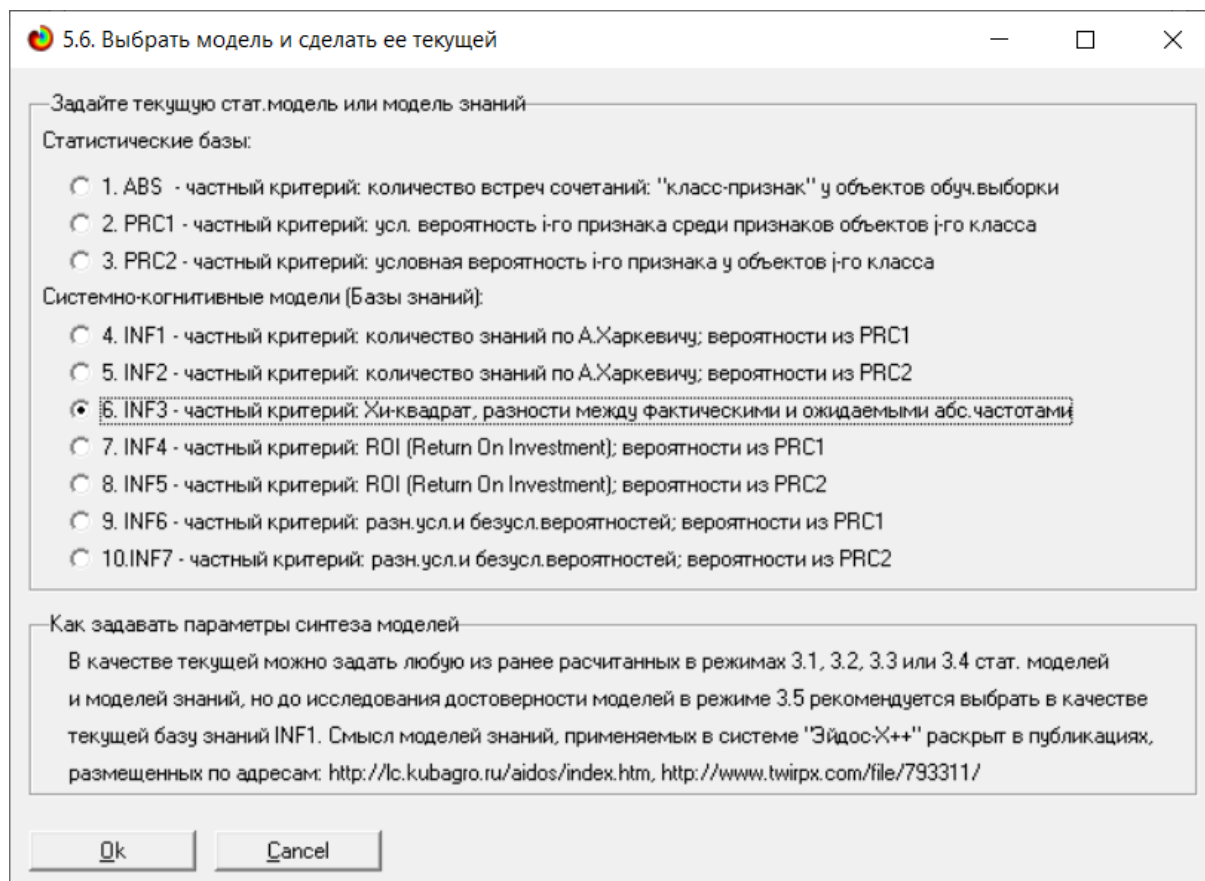 5.6. Выбрать модель и сделать ее текущей
Задайте текущую стат.модель или модель знаний
Статистические базы:
1. ABS - частный критерий: количество встреч сочетаний: "класс-признак" у объектов обуч.выборки
2. PRC1 - частный критерий: усл. вероятность i-го признака среди признаков объектов j-го класса
3. PRC2 - частный критерий: условная вероятность i-го признака у объектов j-го класса
Системно-когнитивные модели (Базы знаний):
4. INF1 - частный критерий: количество знаний по А.Харкевичу; вероятности из PRC1
5. INF2 - частный критерий: количество знаний по А.Харкевичу; вероятности из PRC2
6. INF3 - частный критерий: Хи-квадрат, разности между фактическими и ожидаемыми абс.частотами
7. INF4 - частный критерий: ROI (Return On Investment); вероятности из PRC1
8. INF5 - частный критерий: ROI (Return On Investment); вероятности из PRC2
9. INF6 - частный критерий: разн.усл.и безусл.вероятностей; вероятности из PRC1
10.INF7 - частный критерий: разн.усл.и безусл.вероятностей; вероятности из PRC2
Как задавать параметры синтеза моделей
В качестве текущей можно задать любую из ранее расчитанных в режимах 3.1, 3.2, 3.3 или 3.4 стат. моделей
и моделей знаний, но до исследования достоверности моделей в режиме 3.5 рекомендуется выбрать в качестве
текущей базу знаний INF1. Смысл моделей знаний, применяемых в системе "Эйдос-Х++" раскрыт в публикациях,
размещенных по адресам: http://lc.kubagro.ru/aidos/index.htm, http://www.twirpx.com/file/793311/
Ok
Cancel